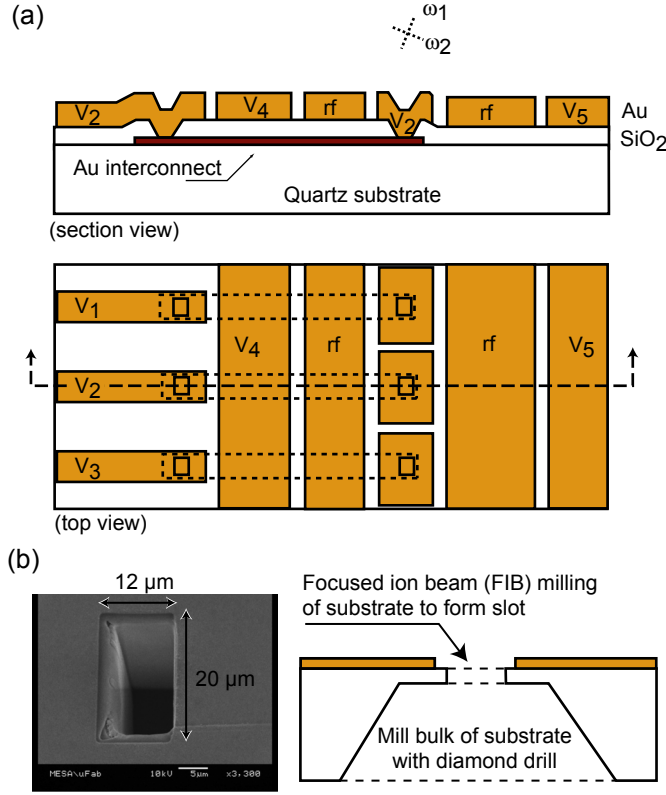 (a)
ω1
ω2
V2
V4
rf
V2
rf
V5
Au
SiO2
Au interconnect
Quartz substrate
(section view)
V1
V4
rf
rf
V5
V2
V3
(top view)
(b)
12 µm
20 µm
MESA\uFab 10kV 5µm x3,300
Focused ion beam (FIB) milling
of substrate to form slot
Mill bulk of substrate
with diamond drill